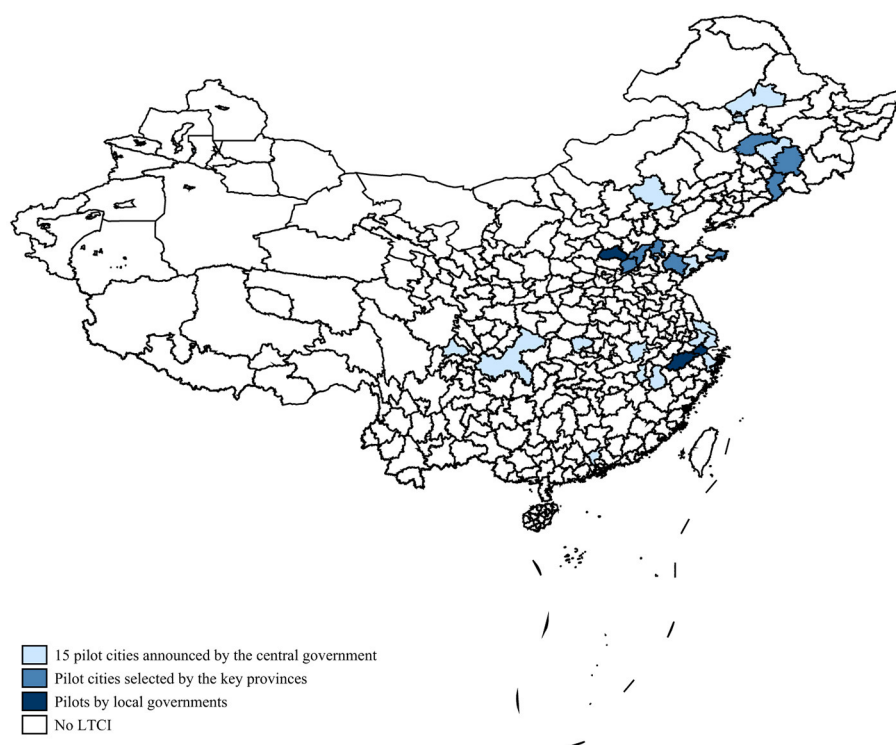 15 pilot cities announced by the central government
Pilot cities selected by the key provinces
Pilots by local governments
No LTCI